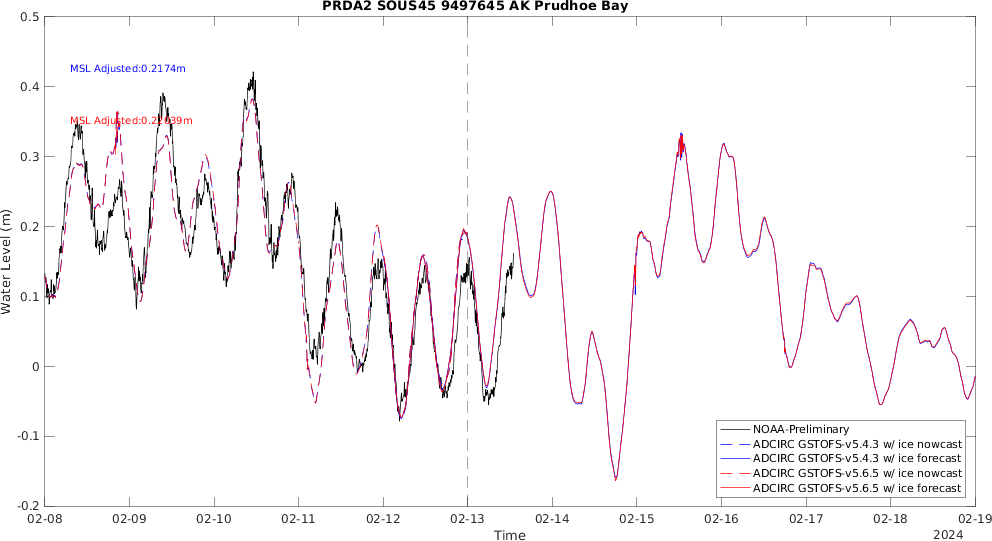 PRDA2 SOUS45 9497645 AK Prudhoe Bay
0.5
0.4
0.3
0.2
0.1
0
-0.1
-0.2
Water Level (m)
MSL Adjusted:0.2174m
MSL Adjusted:0.22039m
NOAA-Preliminary
ADCIRC GSTOFS-v5.4.3 w/ ice nowcast
ADCIRC GSTOFS-v5.4.3 w/ ice forecast
ADCIRC GSTOFS-v5.6.5 w/ ice nowcast
ADCIRC GSTOFS-v5.6.5 w/ ice forecast
02-08 02-09 02-10 02-11 02-12 02-13 02-14 02-15 02-16 02-17 02-18 02-19
Time
2024